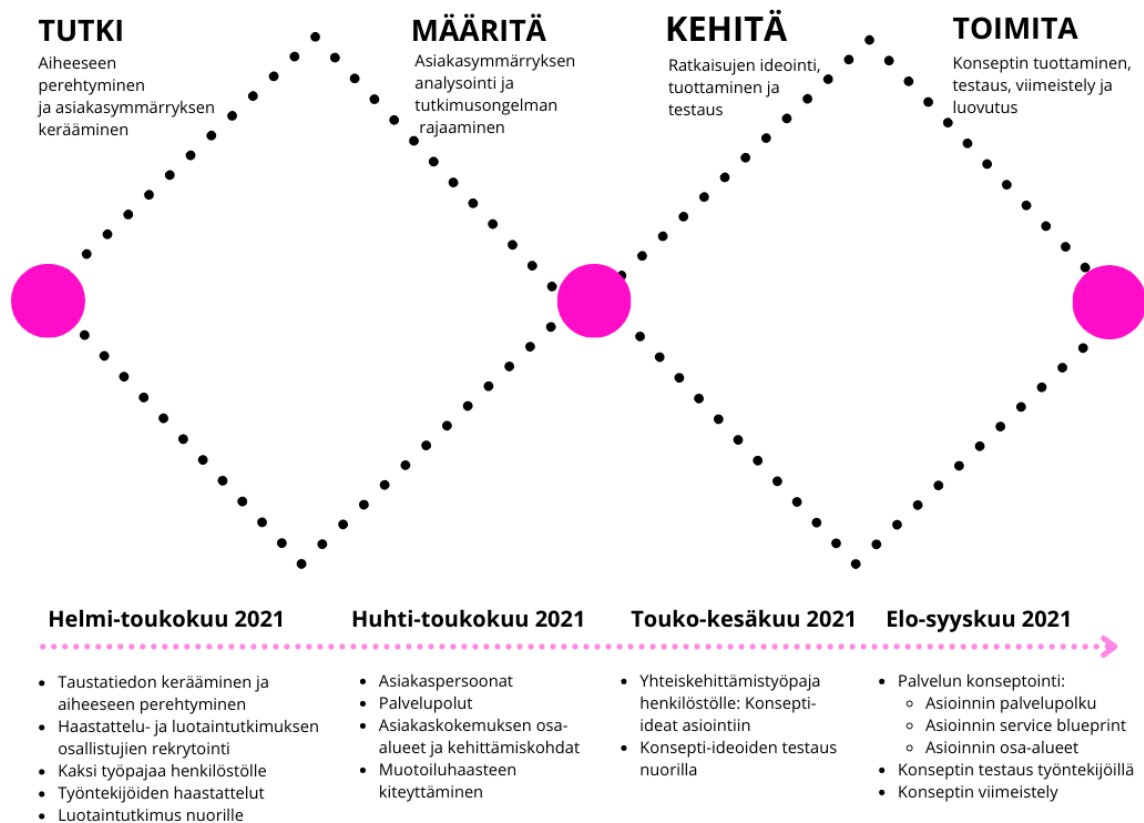 TUTKI
Aiheeseen
perehtyminen
ja asiakasymmärryksen
kerääminen
MÄÄRITÄ
Asiakasymmärryksen
analysointi ja
tutkimusongelman
rajaaminen
KEHITÄ
Ratkaisujen ideointi,
tuottaminen ja
testaus
TOIMITA
Konseptin tuottaminen,
testaus, viimeistely ja
luovutus
Helmi-toukokuu 2021
• Taustatiedon kerääminen ja
aiheeseen perehtyminen
• Haastattelu- ja luotaintutkimuksen
osallistujien rekrytointi
• Kaksi työpajaa henkilöstölle
• Työntekijöiden haastattelut
• Luotaintutkimus nuorille
Huhti-toukokuu 2021
• Asiakaspersoonat
• Palvelupolut
• Asiakaskokemuksen osa-
alueet ja kehittämiskohdat
• Muotoiluhaasteen
kiteyttäminen
Touko-kesäkuu 2021
• Yhteiskehittämistyöpaja
henkilöstölle: Konsepti-
ideat asiointiin
• Konsepti-ideoiden testaus
nuorilla
Elo-syyskuu 2021
• Palvelun konseptointi:
◦ Asioinnin palvelupolku
◦ Asioinnin service blueprint
◦ Asioinnin osa-alueet
• Konseptin testaus työntekijöillä
• Konseptin viimeistely